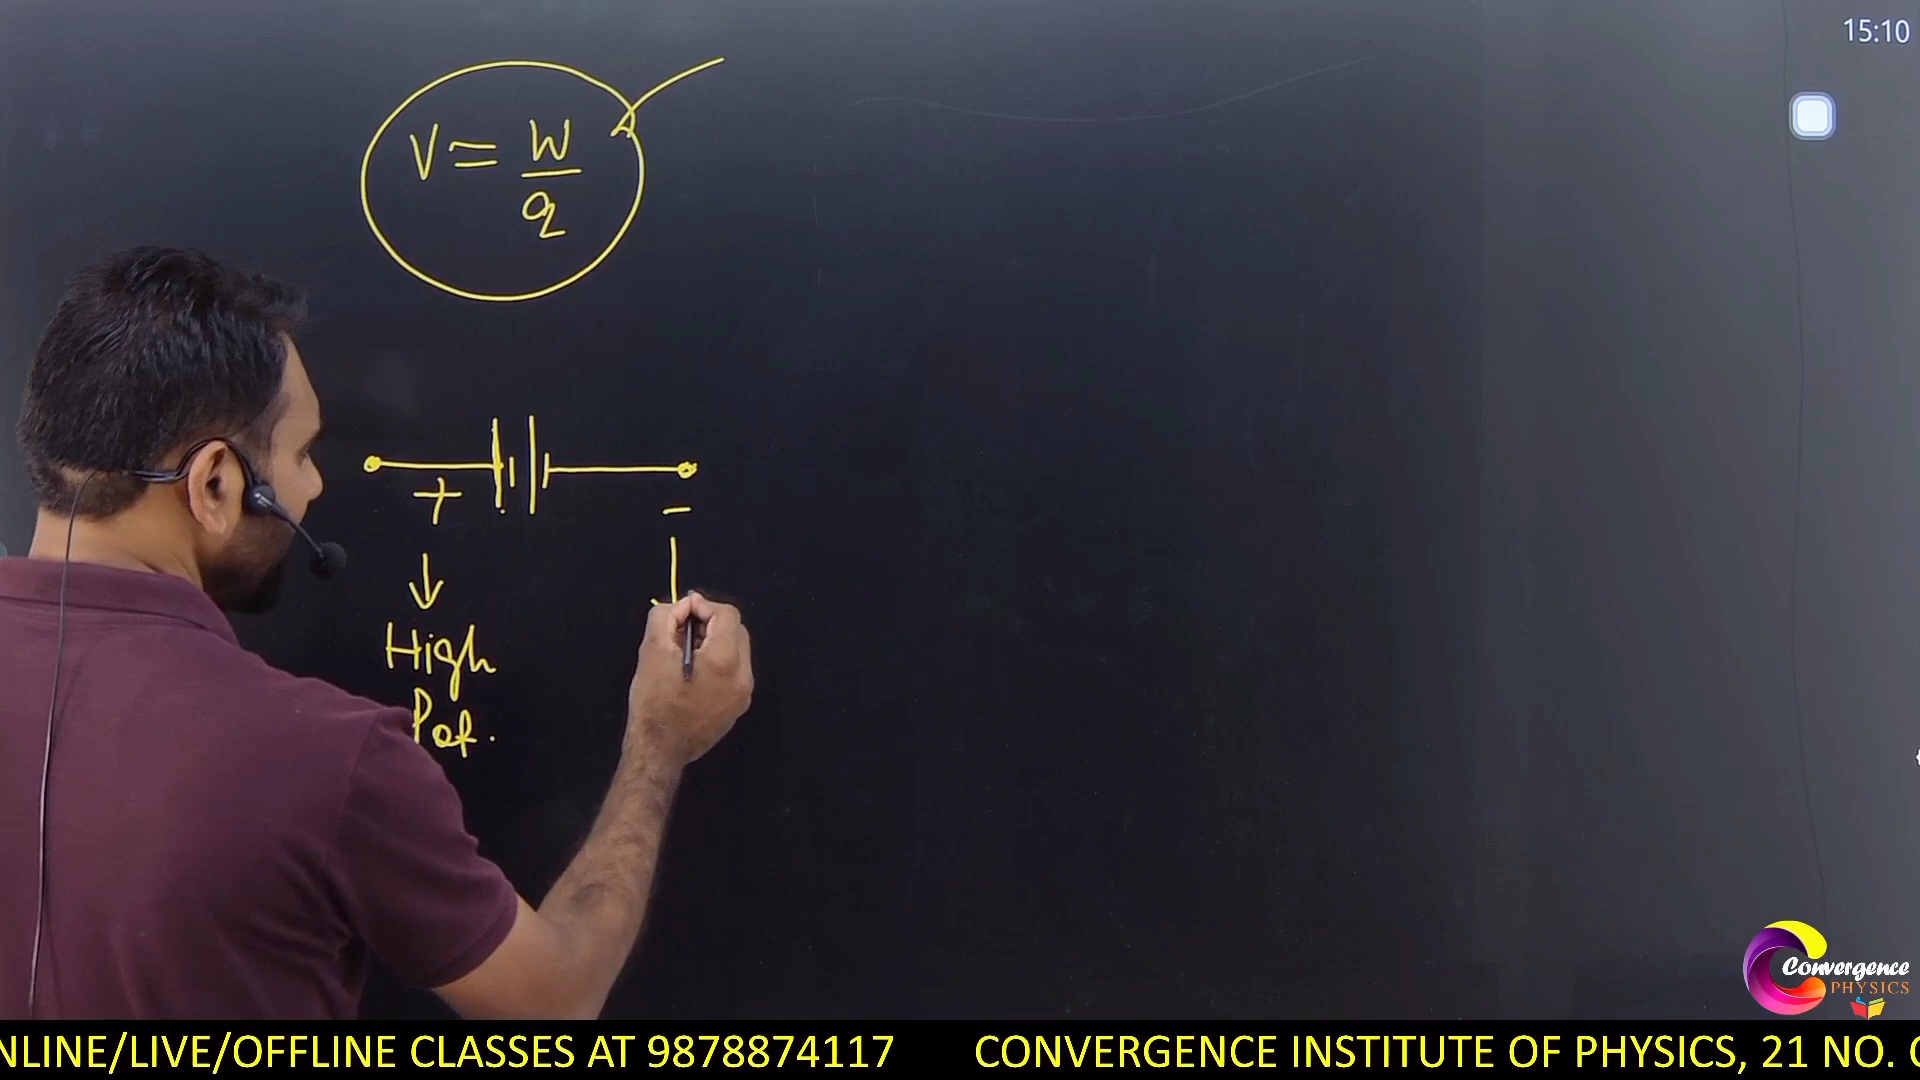 15:10
V = W/q
+
–
↓
High
Pot.
Convergence
PHYSICS
NLINE/LIVE/OFFLINE CLASSES AT 9878874117 CONVERGENCE INSTITUTE OF PHYSICS, 21 NO.